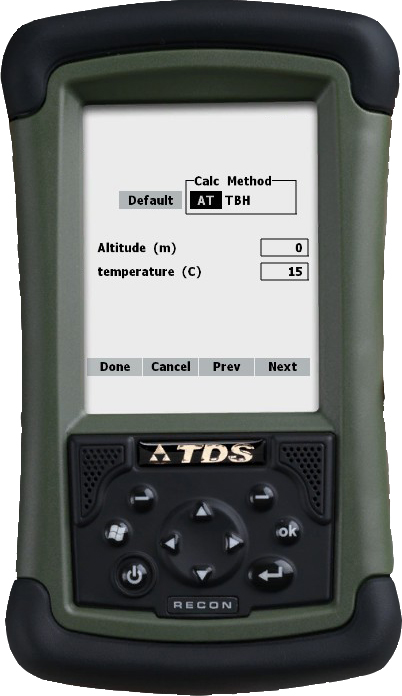 Calc Method
Default AT TBH
Altitude (m) 0
temperature (C) 15
Done Cancel Prev Next
TDS
ok
RECON